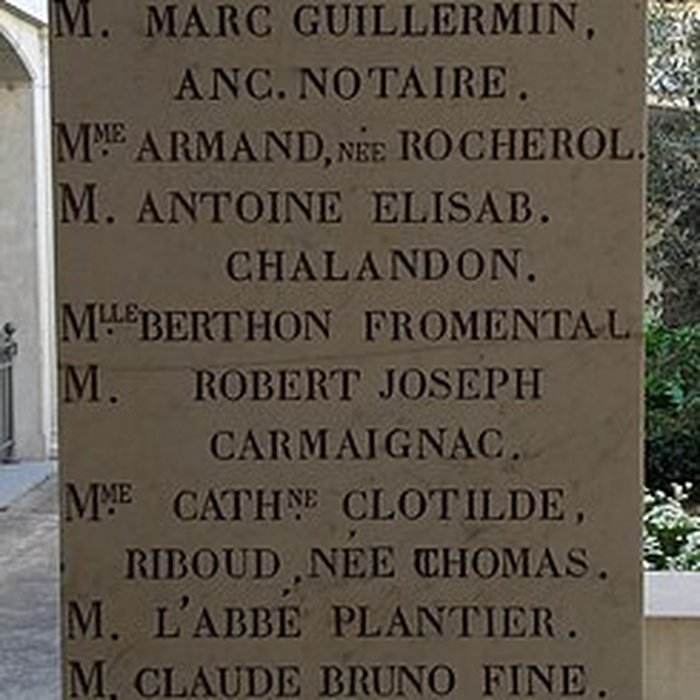 M. MARC GUILLERMIN,
ANC. NOTAIRE.
MME ARMAND, NÉE ROCHEROL.
M. ANTOINE ELISAB.
CHALANDON.
MLLE BERTHON FROMENTAL
M. ROBERT JOSEPH
CARMAIGNAC.
MME CATHNE CLOTILDE,
RIBOUD, NÉE THOMAS.
M. L'ABBÉ PLANTIER.
M. CLAUDE BRUNO FINE.